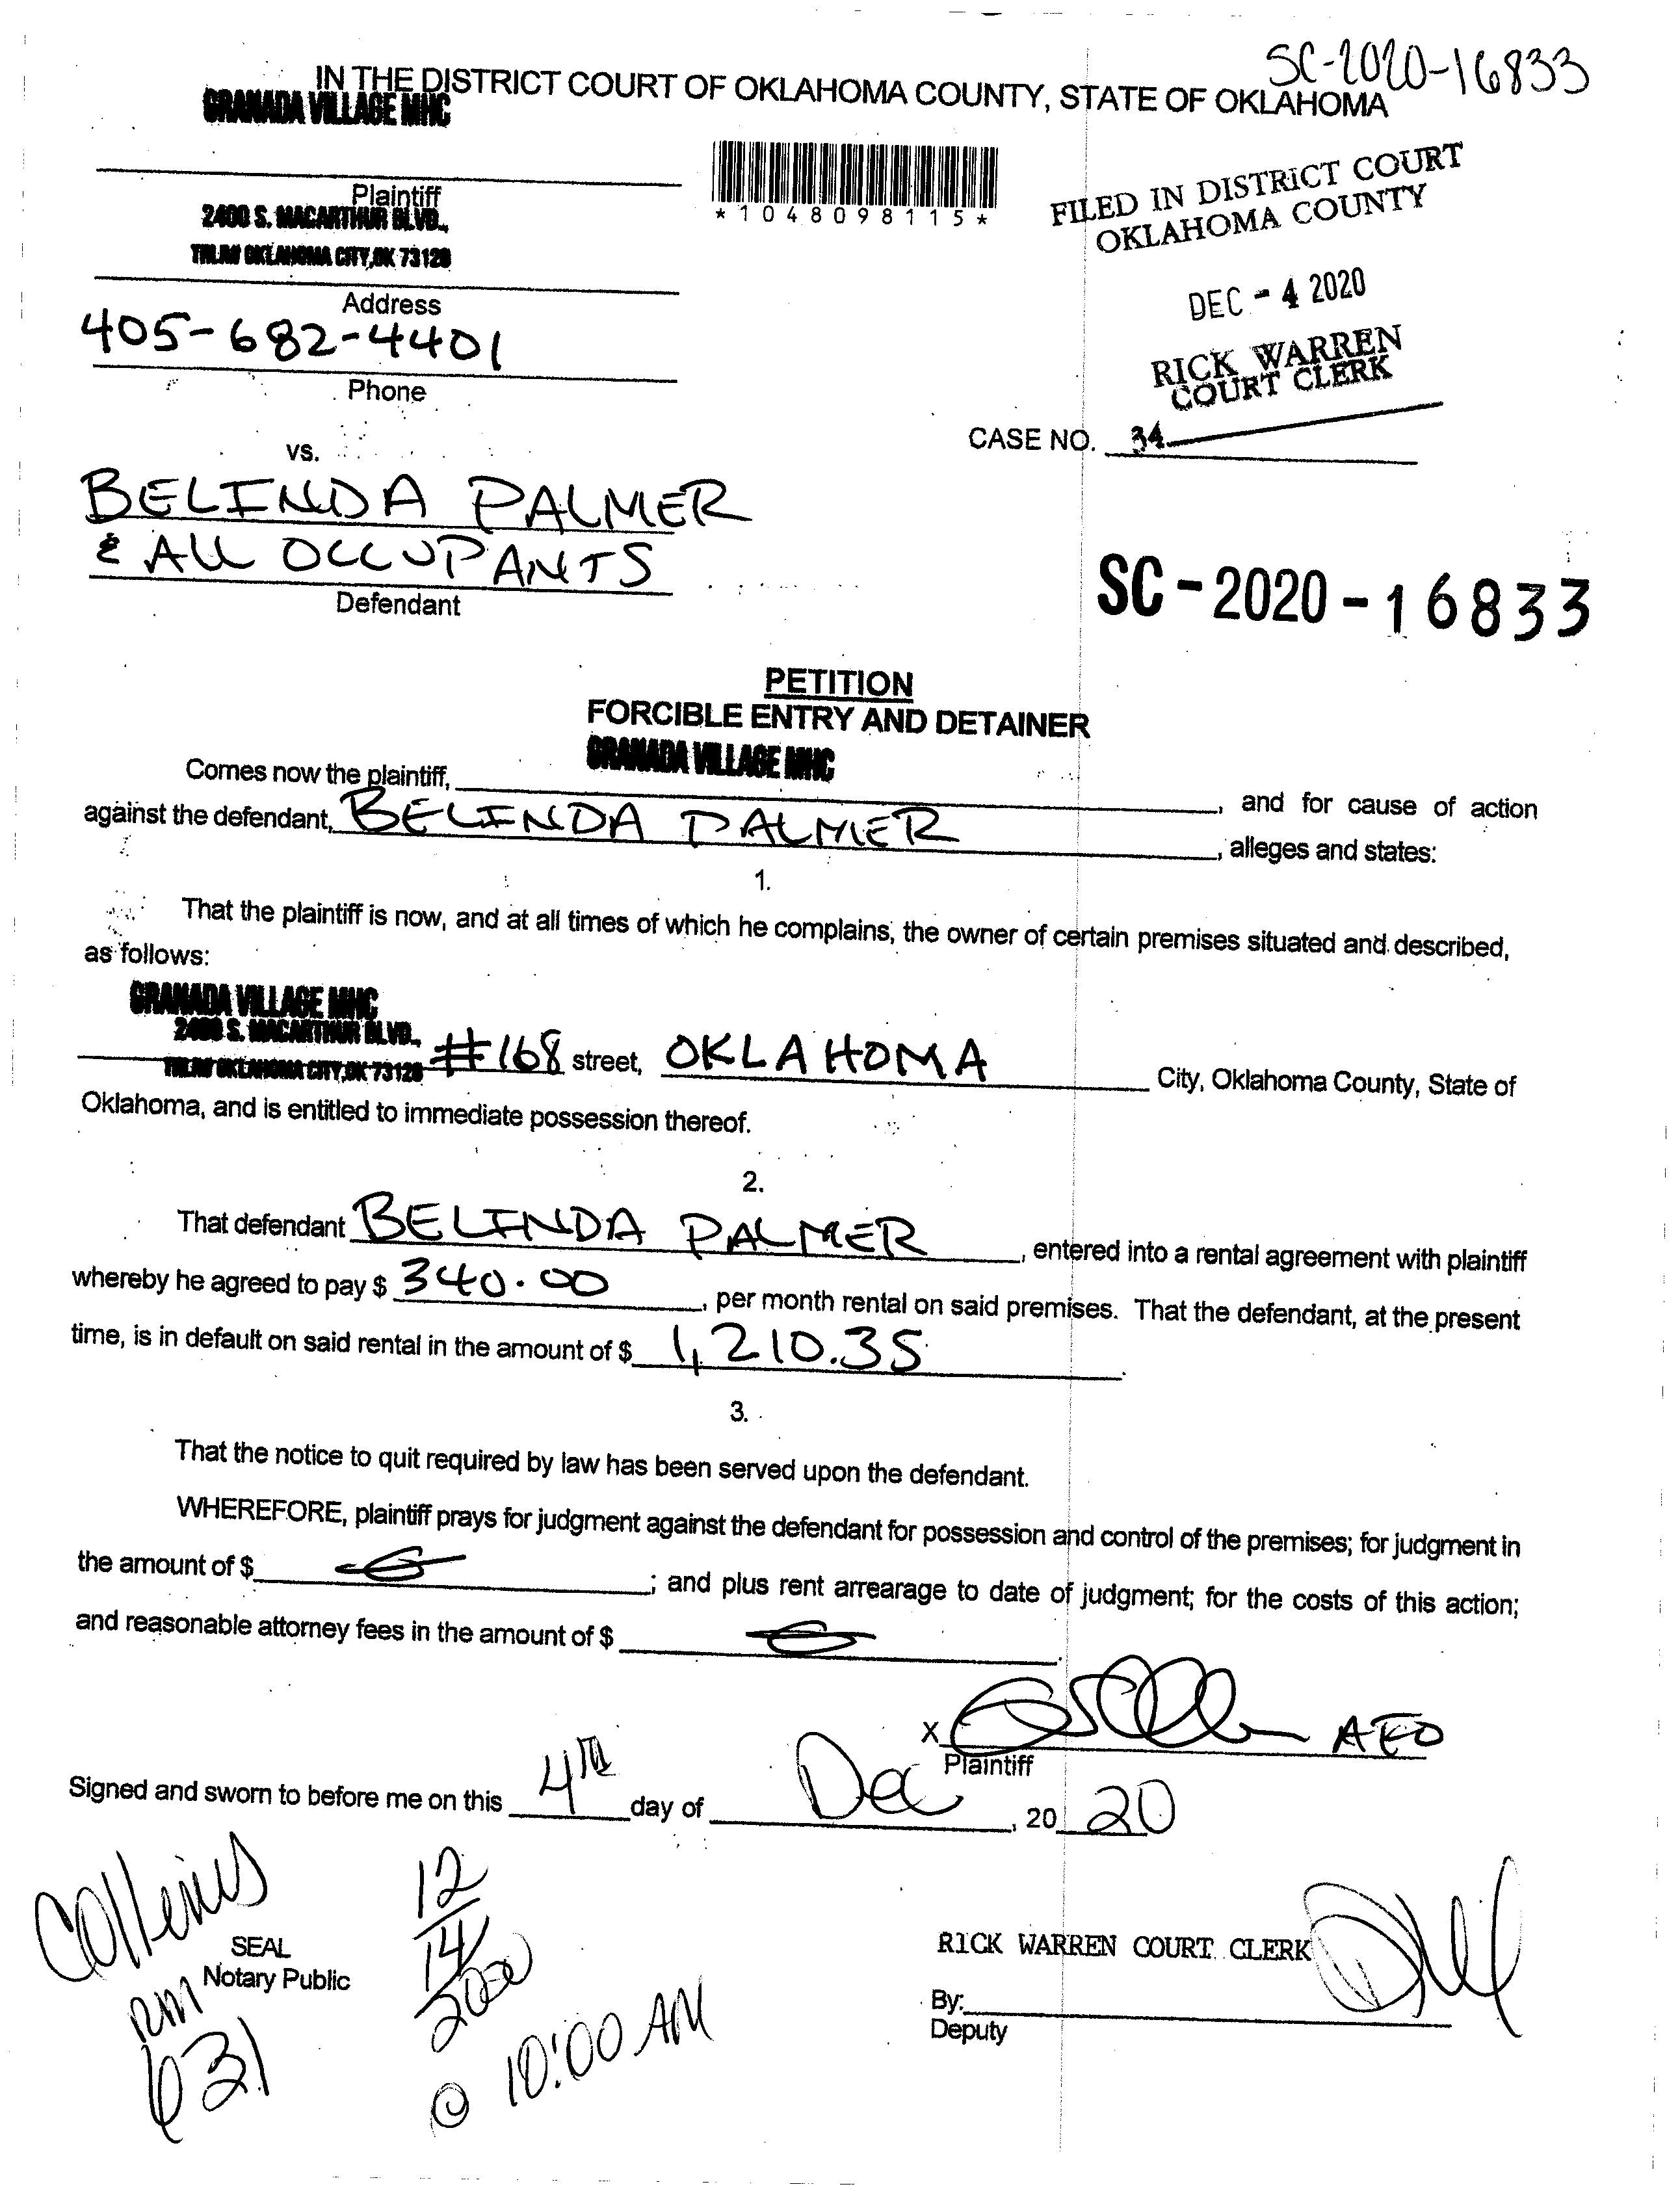 SC-2020-16833
IN THE DISTRICT COURT OF OKLAHOMA COUNTY, STATE OF OKLAHOMA
GRANADA VILLAGE MHC
Plaintiff
2400 S. MACARTHUR BLVD.,
OKLAHOMA CITY, OK 73128
Address
405-682-4401
Phone
*1048098115*
FILED IN DISTRICT COURT
OKLAHOMA COUNTY
DEC - 4 2020
RICK WARREN
COURT CLERK
CASE NO. 34
vs.
BELINDA PALMER
& ALL OCCUPANTS
Defendant
SC-2020-16833
PETITION
FORCIBLE ENTRY AND DETAINER
Comes now the plaintiff, GRANADA VILLAGE MHC, and for cause of action
against the defendant, BELINDA PALMER, alleges and states:
1.
That the plaintiff is now, and at all times of which he complains, the owner of certain premises situated and described,
as follows:
GRANADA VILLAGE MHC
2400 S. MACARTHUR BLVD.,
OKLAHOMA CITY, OK 73128 #168 street, OKLAHOMA City, Oklahoma County, State of
Oklahoma, and is entitled to immediate possession thereof.
2.
That defendant BELINDA PALMER, entered into a rental agreement with plaintiff
whereby he agreed to pay $ 340.00, per month rental on said premises. That the defendant, at the present
time, is in default on said rental in the amount of $ 1,210.35.
3.
That the notice to quit required by law has been served upon the defendant.
WHEREFORE, plaintiff prays for judgment against the defendant for possession and control of the premises; for judgment in
the amount of $ ; and plus rent arrearage to date of judgment; for the costs of this action;
and reasonable attorney fees in the amount of $ .
X AEO
Plaintiff
Signed and sworn to before me on this 4th day of Dec, 20 20
SEAL
Notary Public
rm
631
12/14/2020
@ 10:00 AM
RICK WARREN COURT CLERK
By:
Deputy